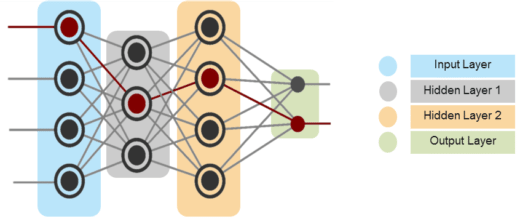 Input Layer
Hidden Layer 1
Hidden Layer 2
Output Layer